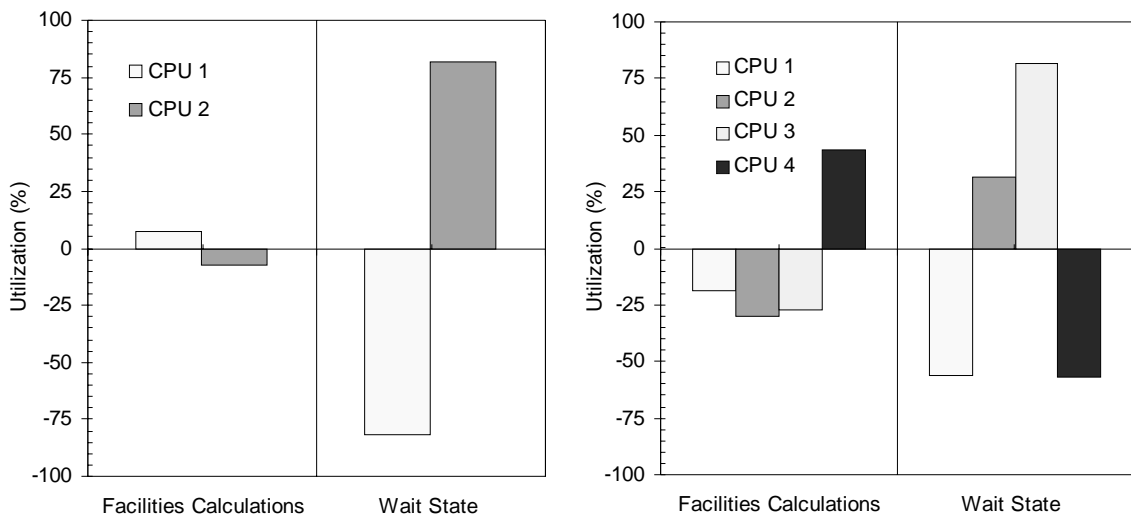 100
75
50
25
0
-25
-50
-75
-100
Utilization (%)
CPU 1
CPU 2
Facilities Calculations
Wait State
100
75
50
25
0
-25
-50
-75
-100
Utilization (%)
CPU 1
CPU 2
CPU 3
CPU 4
Facilities Calculations
Wait State